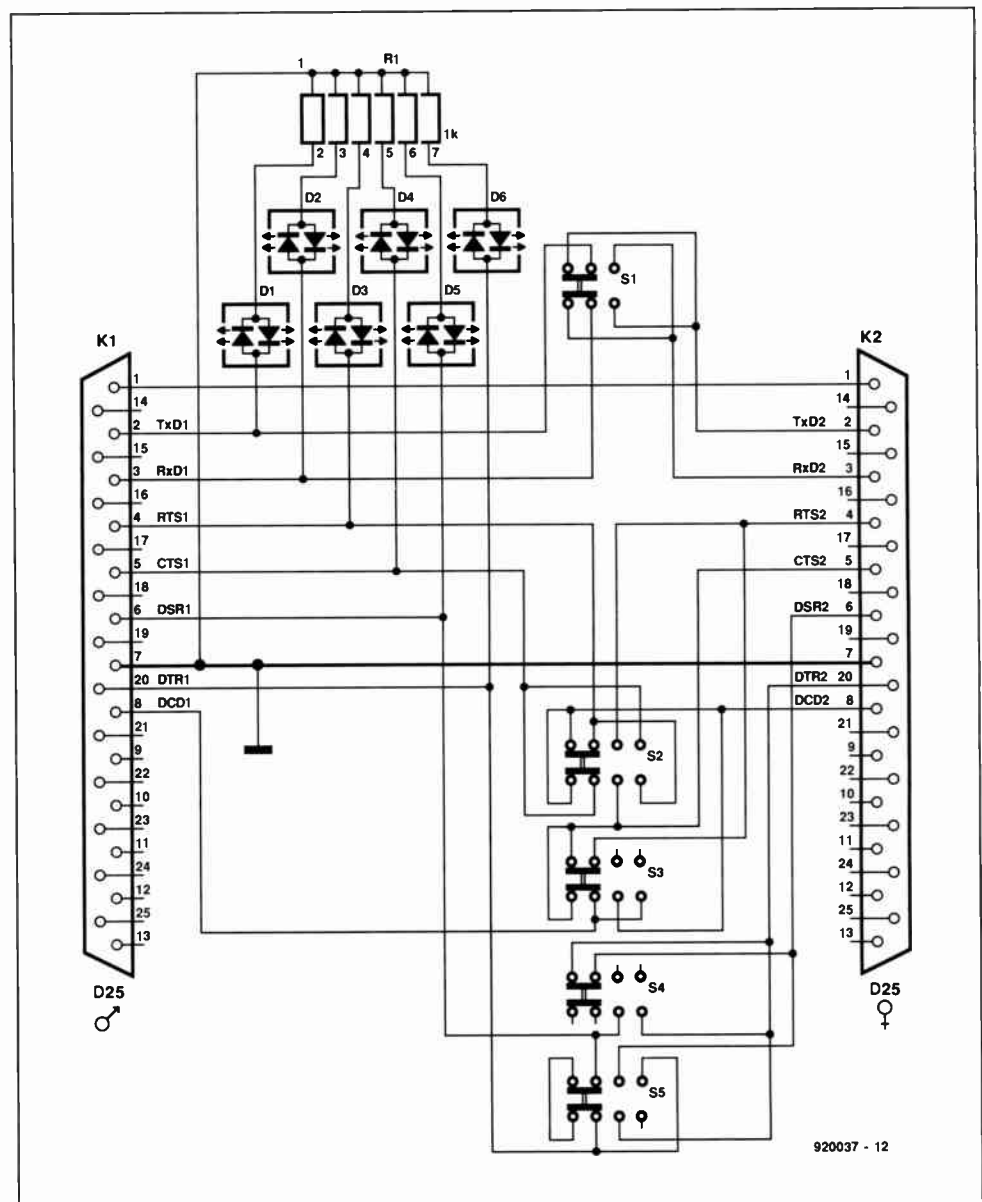 1 R1
1k
2 3 4 5 6 7
D2 D4 D6
D1 D3 D5
S1
K1 K2
1 1
14 14
2 TxD1 TxD2 2
15 15
3 RxD1 RxD2 3
16 16
4 RTS1 RTS2 4
17 17
5 CTS1 CTS2 5
18 18
6 DSR1 DSR2 6
19 19
7 7
20 DTR1 DTR2 20
8 DCD1 DCD2 8
21 21
9 9
22 22
10 10
23 23
11 11
24 24
12 12
25 25
13 13
S2
S3
S4
S5
D25 D25
920037 - 12